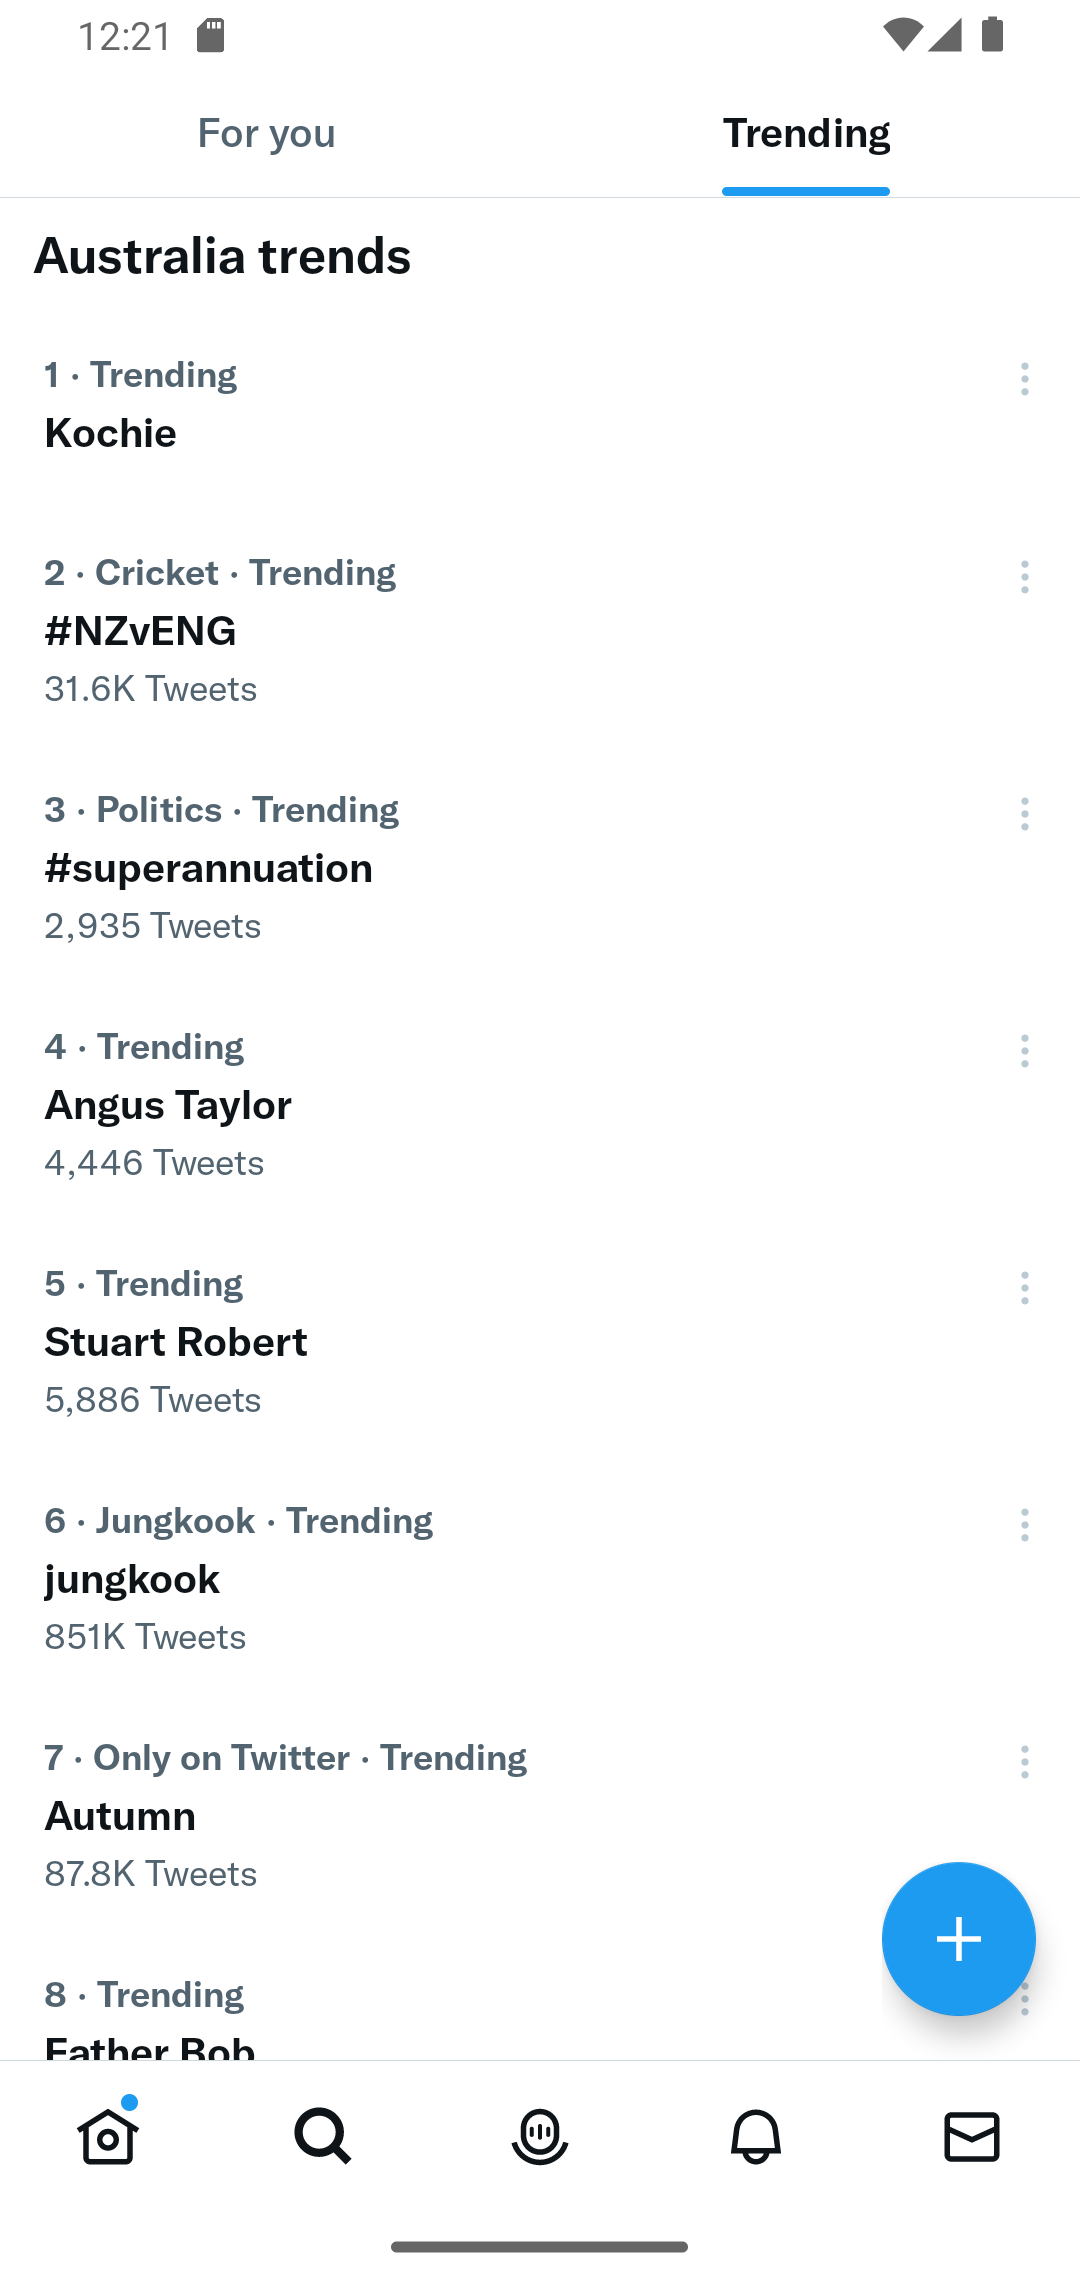 12:21
For you
Trending
Australia trends
1 · Trending
Kochie
2 · Cricket · Trending
#NZvENG
31.6K Tweets
3 · Politics · Trending
#superannuation
2,935 Tweets
4 · Trending
Angus Taylor
4,446 Tweets
5 · Trending
Stuart Robert
5,886 Tweets
6 · Jungkook · Trending
jungkook
851K Tweets
7 · Only on Twitter · Trending
Autumn
87.8K Tweets
8 · Trending
Father Bob